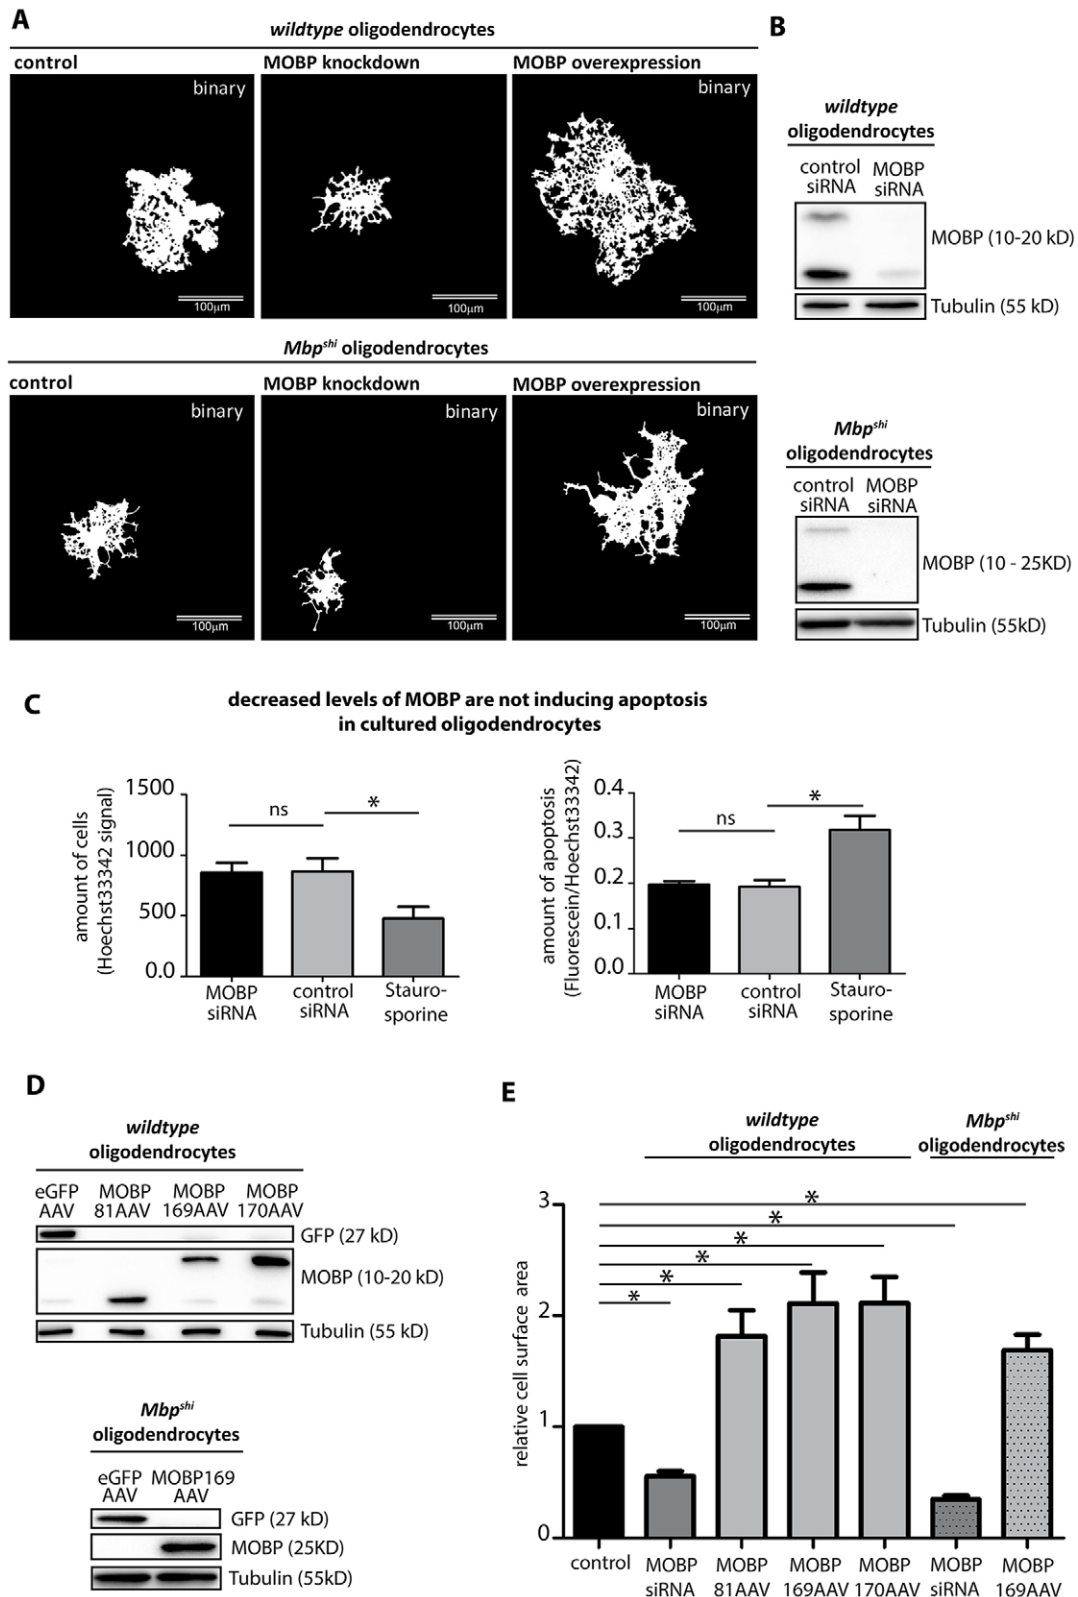 A
wildtype oligodendrocytes
control
MOBP knockdown
MOBP overexpression
binary
binary
100µm
100µm
100µm
Mbpshi oligodendrocytes
control
MOBP knockdown
MOBP overexpression
binary
binary
binary
100µm
100µm
100µm
B
wildtype
oligodendrocytes
control
siRNA
MOBP
siRNA
MOBP (10-20 kD)
Tubulin (55 kD)
Mbpshi
oligodendrocytes
control
siRNA
MOBP
siRNA
MOBP (10 - 25KD)
Tubulin (55kD)
C
decreased levels of MOBP are not inducing apoptosis
in cultured oligodendrocytes
amount of cells
(Hoechst33342 signal)
1500
1000
500
0.0
ns
*
MOBP
siRNA
control
siRNA
Stauro-
sporine
amount of apoptosis
(Fluorescein/Hoechst33342)
0.4
0.3
0.2
0.1
0.0
ns
*
MOBP
siRNA
control
siRNA
Stauro-
sporine
D
wildtype
oligodendrocytes
eGFP
AAV
MOBP
81AAV
MOBP
169AAV
MOBP
170AAV
GFP (27 kD)
MOBP (10-20 kD)
Tubulin (55 kD)
Mbpshi
oligodendrocytes
eGFP
AAV
MOBP169
AAV
GFP (27 kD)
MOBP (25KD)
Tubulin (55kD)
E
wildtype
oligodendrocytes
Mbpshi
oligodendrocytes
relative cell surface area
3
2
1
0
*
*
*
*
*
*
control
MOBP
siRNA
MOBP
81AAV
MOBP
169AAV
MOBP
170AAV
MOBP
siRNA
MOBP
169AAV